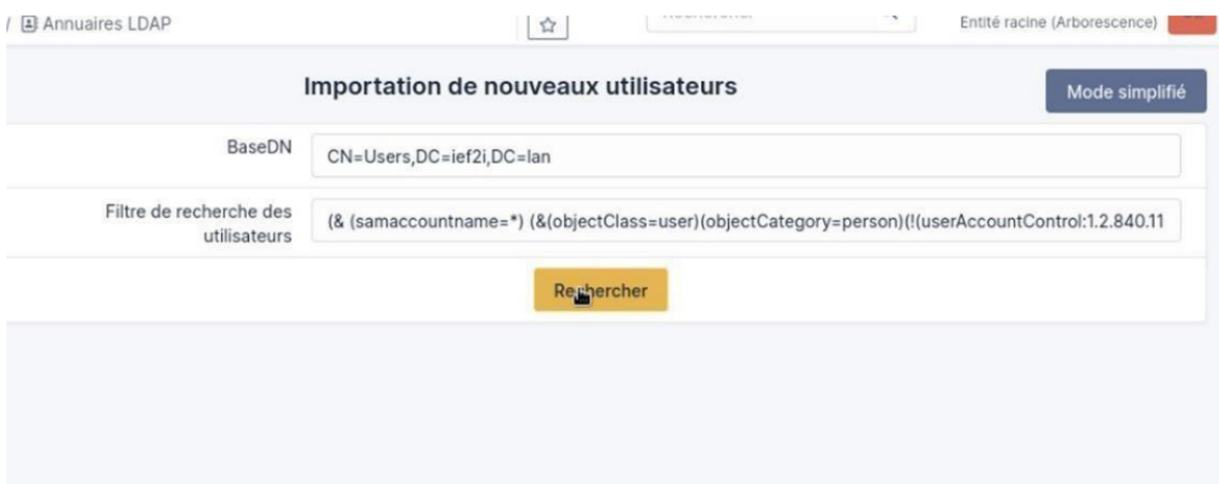 / Annuaires LDAP
Entité racine (Arborescence)
Importation de nouveaux utilisateurs
Mode simplifié
BaseDN
CN=Users,DC=ief2i,DC=lan
Filtre de recherche des
utilisateurs
(& (samaccountname=*) (&(objectClass=user)(objectCategory=person)(!(userAccountControl:1.2.840.11
Rechercher